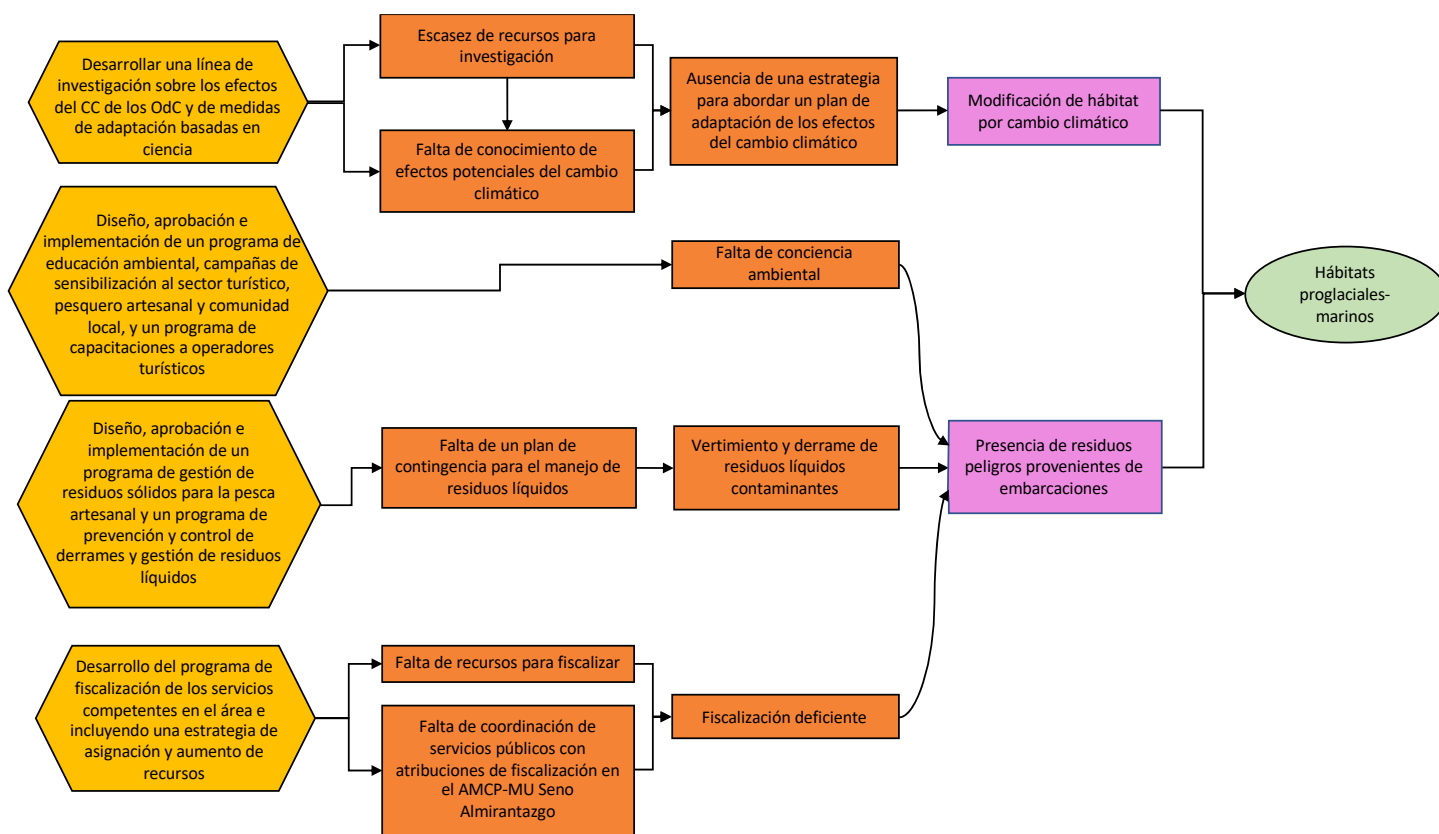 Desarrollar una línea de
investigación sobre los efectos
del CC de los OdC y de medidas
de adaptación basadas en
ciencia
Escasez de recursos para
investigación
Falta de conocimiento de
efectos potenciales del cambio
climático
Ausencia de una estrategia
para abordar un plan de
adaptación de los efectos
del cambio climático
Modificación de hábitat
por cambio climático
Diseño, aprobación e
implementación de un programa de
educación ambiental, campañas de
sensibilización al sector turístico,
pesquero artesanal y comunidad
local, y un programa de
capacitaciones a operadores
turísticos
Falta de conciencia
ambiental
Hábitats
proglaciales-
marinos
Diseño, aprobación e
implementación de un
programa de gestión de
residuos sólidos para la pesca
artesanal y un programa de
prevención y control de
derrames y gestión de residuos
líquidos
Falta de un plan de
contingencia para el manejo de
residuos líquidos
Vertimiento y derrame de
residuos líquidos
contaminantes
Presencia de residuos
peligros provenientes de
embarcaciones
Desarrollo del programa de
fiscalización de los servicios
competentes en el área e
incluyendo una estrategia de
asignación y aumento de
recursos
Falta de recursos para fiscalizar
Falta de coordinación de
servicios públicos con
atribuciones de fiscalización en
el AMCP-MU Seno
Almirantazgo
Fiscalización deficiente